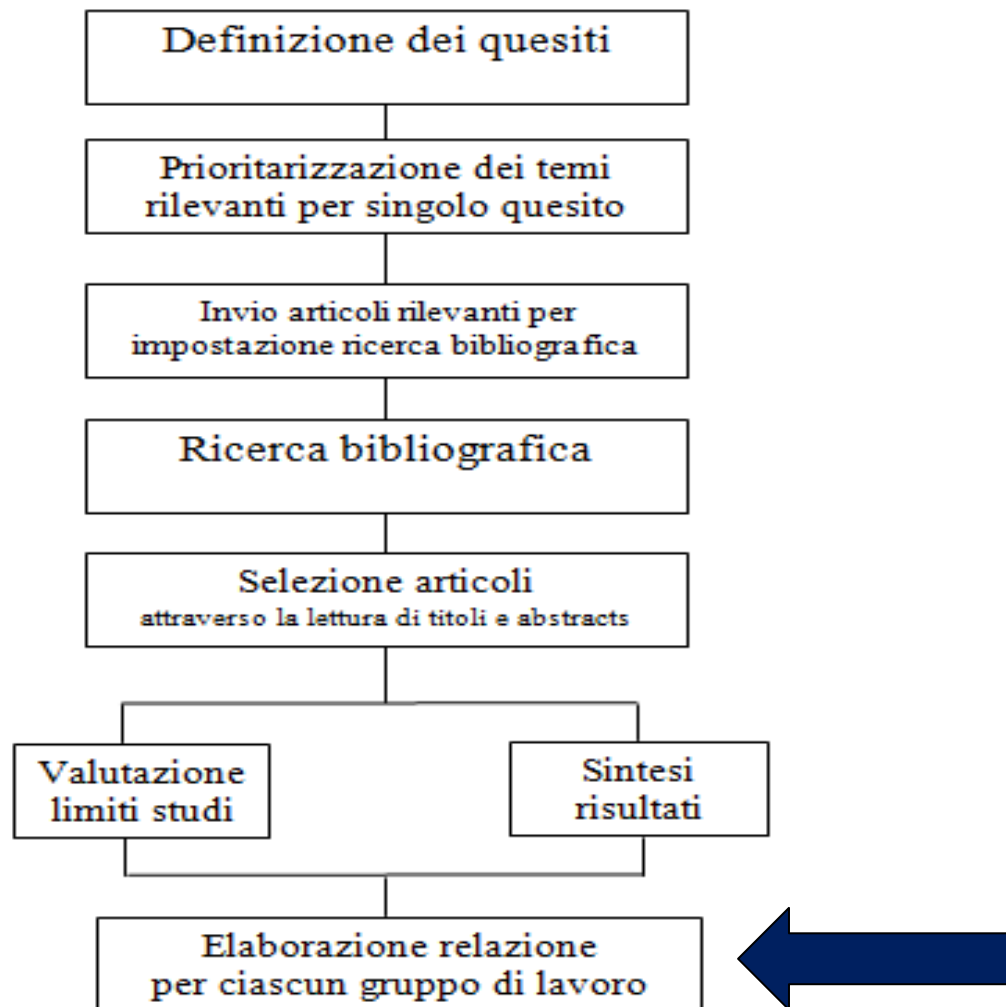 Definizione dei quesiti
Prioritarizzazione dei temi
rilevanti per singolo quesito
Invio articoli rilevanti per
impostazione ricerca bibliografica
Ricerca bibliografica
Selezione articoli
attraverso la lettura di titoli e abstracts
Valutazione
limiti studi
Sintesi
risultati
Elaborazione relazione
per ciascun gruppo di lavoro